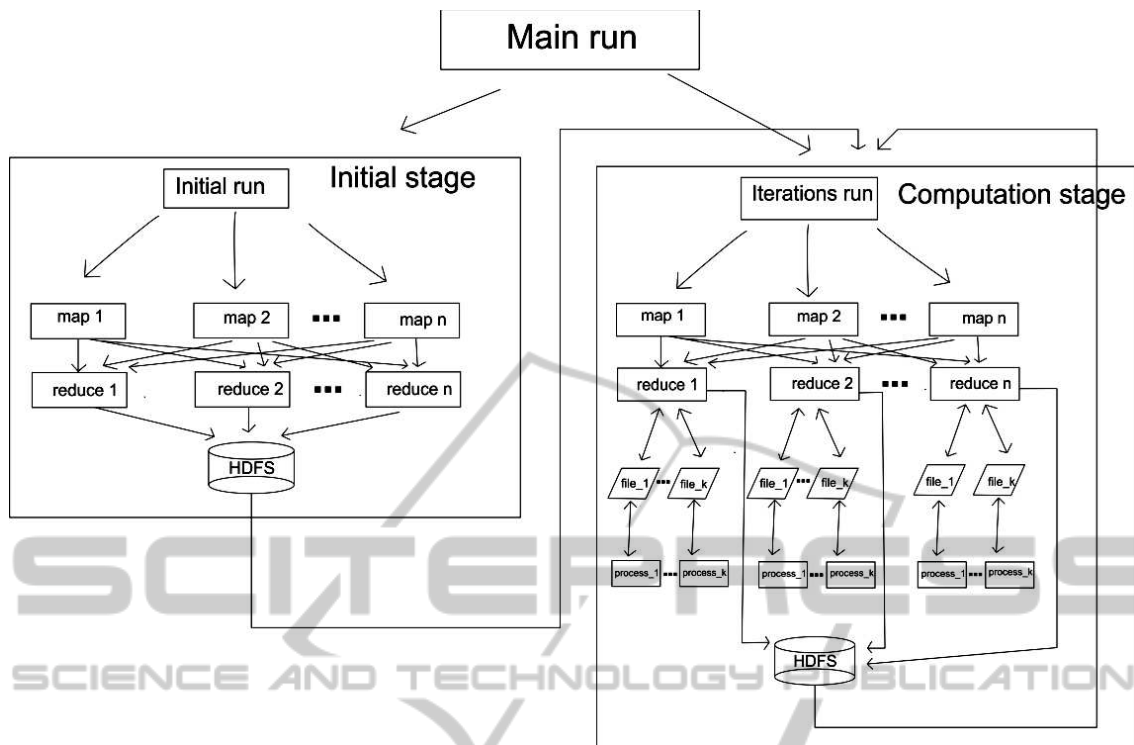 Main run
Initial stage
Initial run
map 1 map 2 ... map n
reduce 1 reduce 2 ... reduce n
HDFS
Computation stage
Iterations run
map 1 map 2 ... map n
reduce 1 reduce 2 ... reduce n
file_1 ... file_k file_1 ... file_k file_1 file_k
process_1 ... process_k process_1 ... process_k process_1 ... process_k
HDFS
SCITEPRESS
SCIENCE AND TECHNOLOGY PUBLICATIONS